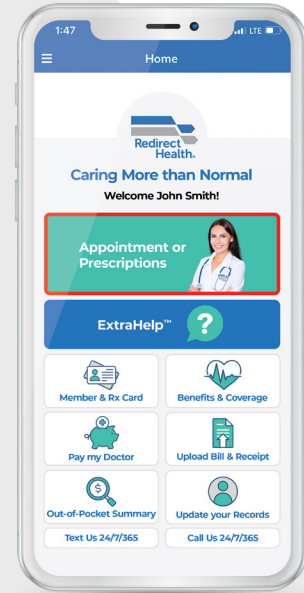 1:47
LTE
Home
Redirect
Health.
Caring More
than Normal
Welcome John Smith!
Appointment or
Prescriptions
ExtraHelp™
?
Member & Rx Card
Benefits & Coverage
Pay my Doctor
Upload Bill & Receipt
$
Out-of-Pocket Summary
Update your Records
Text Us 24/7/365
Call Us 24/7/365